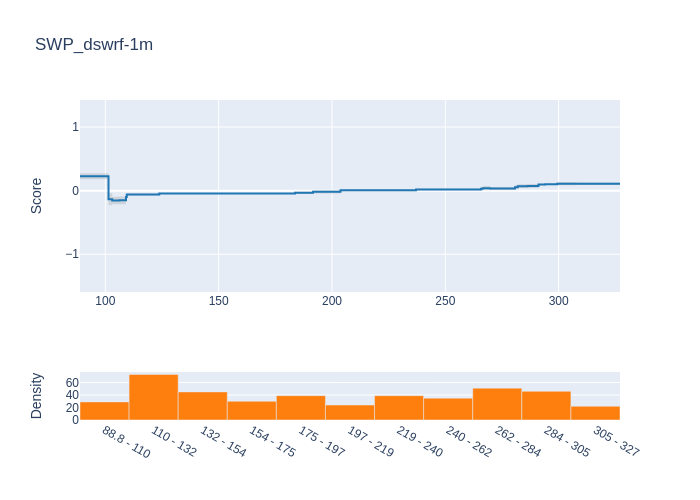 SWP_dswrf-1m
Score
1
0
−1
100
150
200
250
300
Density
60
40
20
0
88.8 - 110
110 - 132
132 - 154
154 - 175
175 - 197
197 - 219
219 - 240
240 - 262
262 - 284
284 - 305
305 - 327